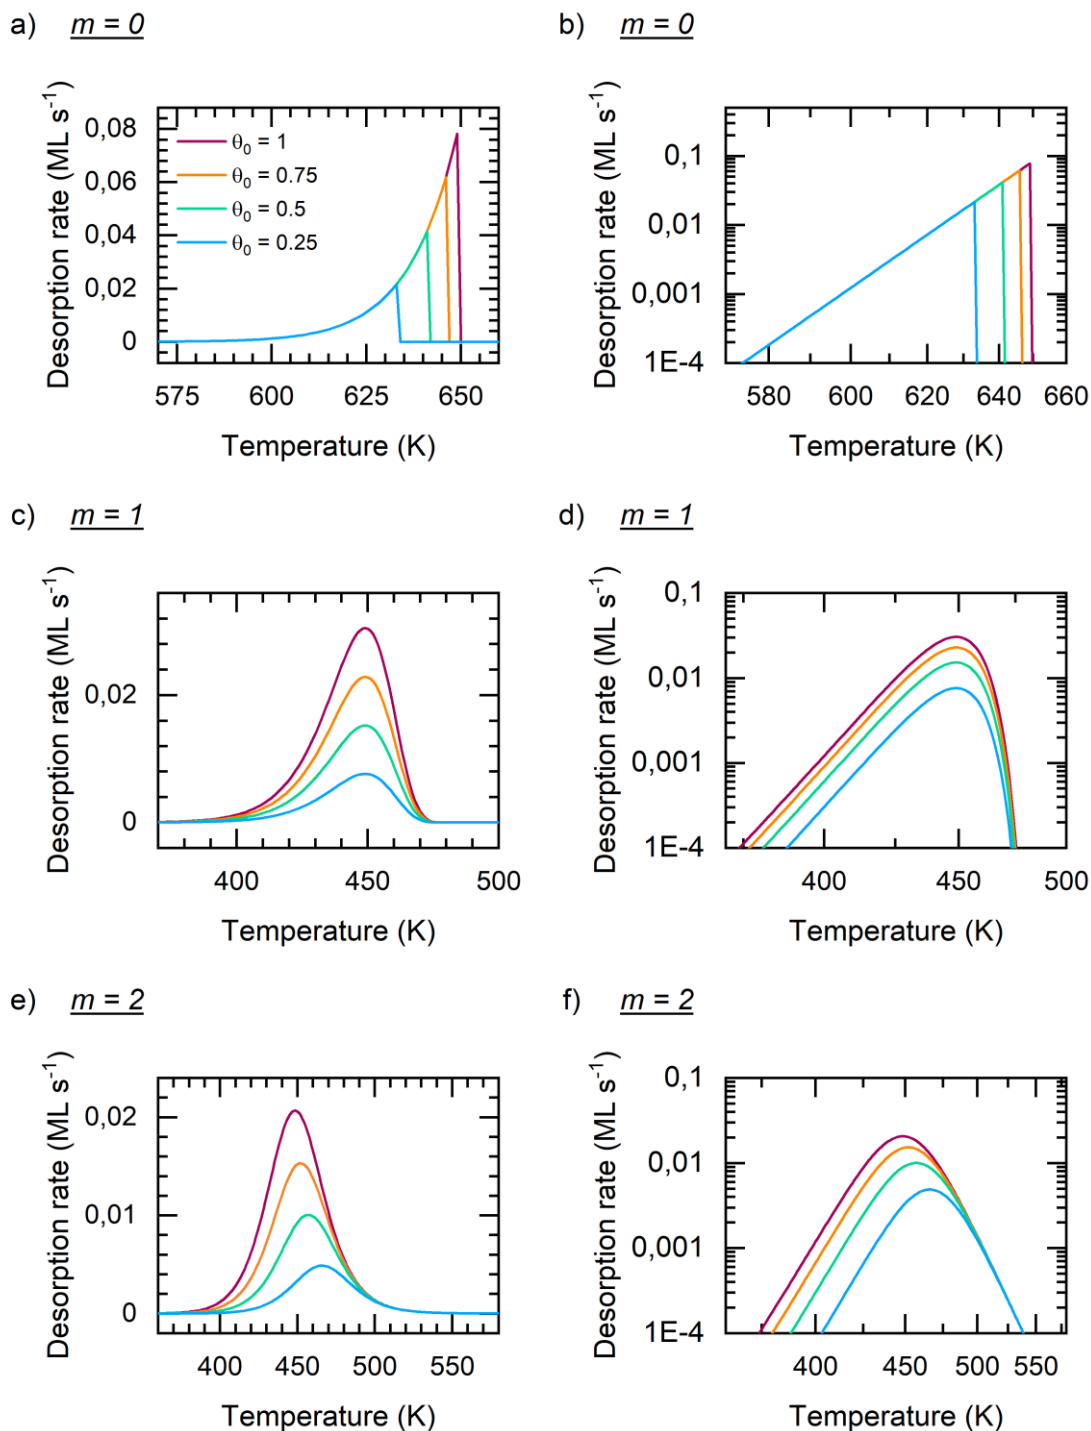 a) m = 0
Desorption rate (ML s⁻¹)
0,08
0,06
0,04
0,02
0
θ₀ = 1
θ₀ = 0.75
θ₀ = 0.5
θ₀ = 0.25
575 600 625 650
Temperature (K)
b) m = 0
Desorption rate (ML s⁻¹)
0,1
0,01
0,001
1E-4
580 600 620 640 660
Temperature (K)
c) m = 1
Desorption rate (ML s⁻¹)
0,02
0
400 450 500
Temperature (K)
d) m = 1
Desorption rate (ML s⁻¹)
0,1
0,01
0,001
1E-4
400 450 500
Temperature (K)
e) m = 2
Desorption rate (ML s⁻¹)
0,02
0,01
0
400 450 500 550
Temperature (K)
f) m = 2
Desorption rate (ML s⁻¹)
0,1
0,01
0,001
1E-4
400 450 500 550
Temperature (K)